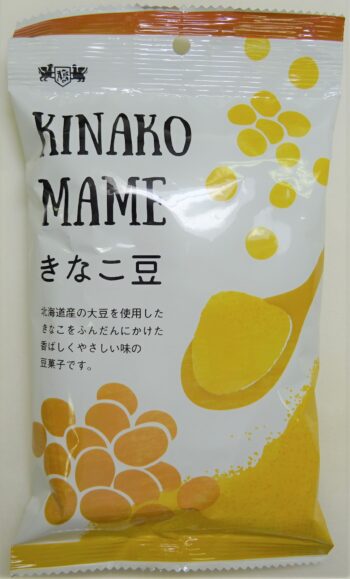 KINAKO
MAME
きなこ豆
北海道産の大豆を使用した
きなこをふんだんにかけた
香ばしくやさしい味の
豆菓子です。